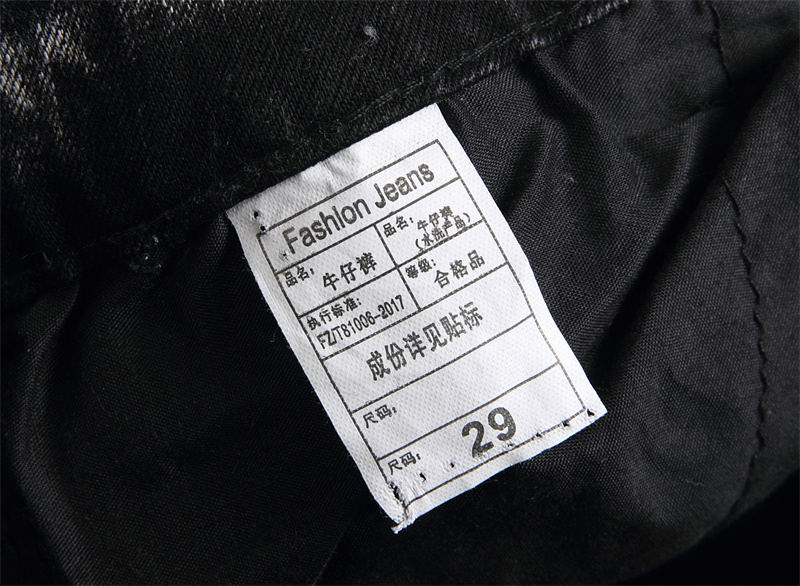 Fashion Jeans
品名: 牛仔裤
品名: 牛仔裤
(水洗产品)
执行标准:
FZ/T81006-2017
等级: 合格品
成份详见贴标
尺码:
尺码: 29